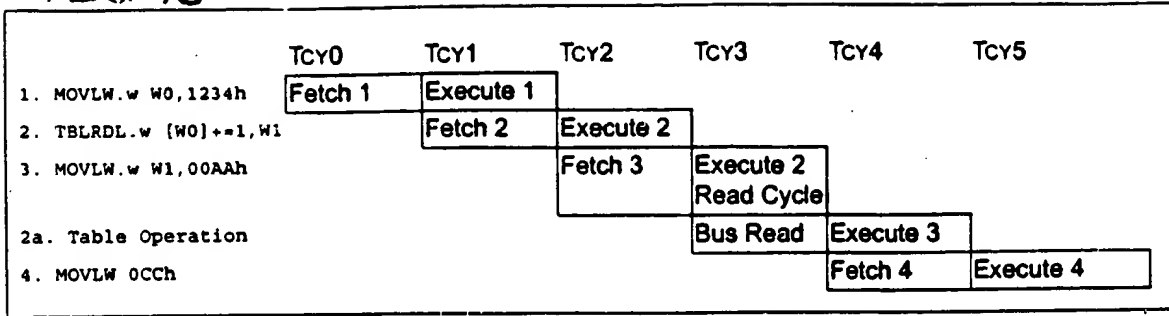 TCY0 TCY1 TCY2 TCY3 TCY4 TCY5
1. MOVLW.w W0,1234h Fetch 1 Execute 1
2. TBLRDL.w [W0]+=1,W1 Fetch 2 Execute 2
3. MOVLW.w W1,00AAh Fetch 3 Execute 2
Read Cycle
2a. Table Operation Bus Read Execute 3
4. MOVLW 0CCh Fetch 4 Execute 4